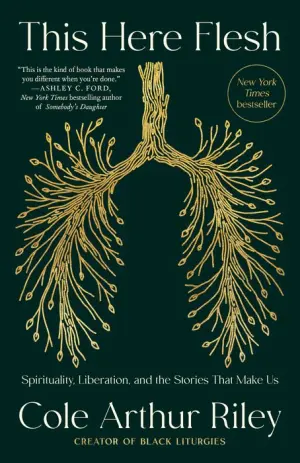 This Here Flesh
"This is the kind of book that makes
you different when you're done."
—ASHLEY C. FORD,
New York Times bestselling author
of Somebody's Daughter
New York
Times
bestseller
Spirituality, Liberation, and the Stories That Make Us
Cole Arthur Riley
CREATOR OF BLACK LITURGIES